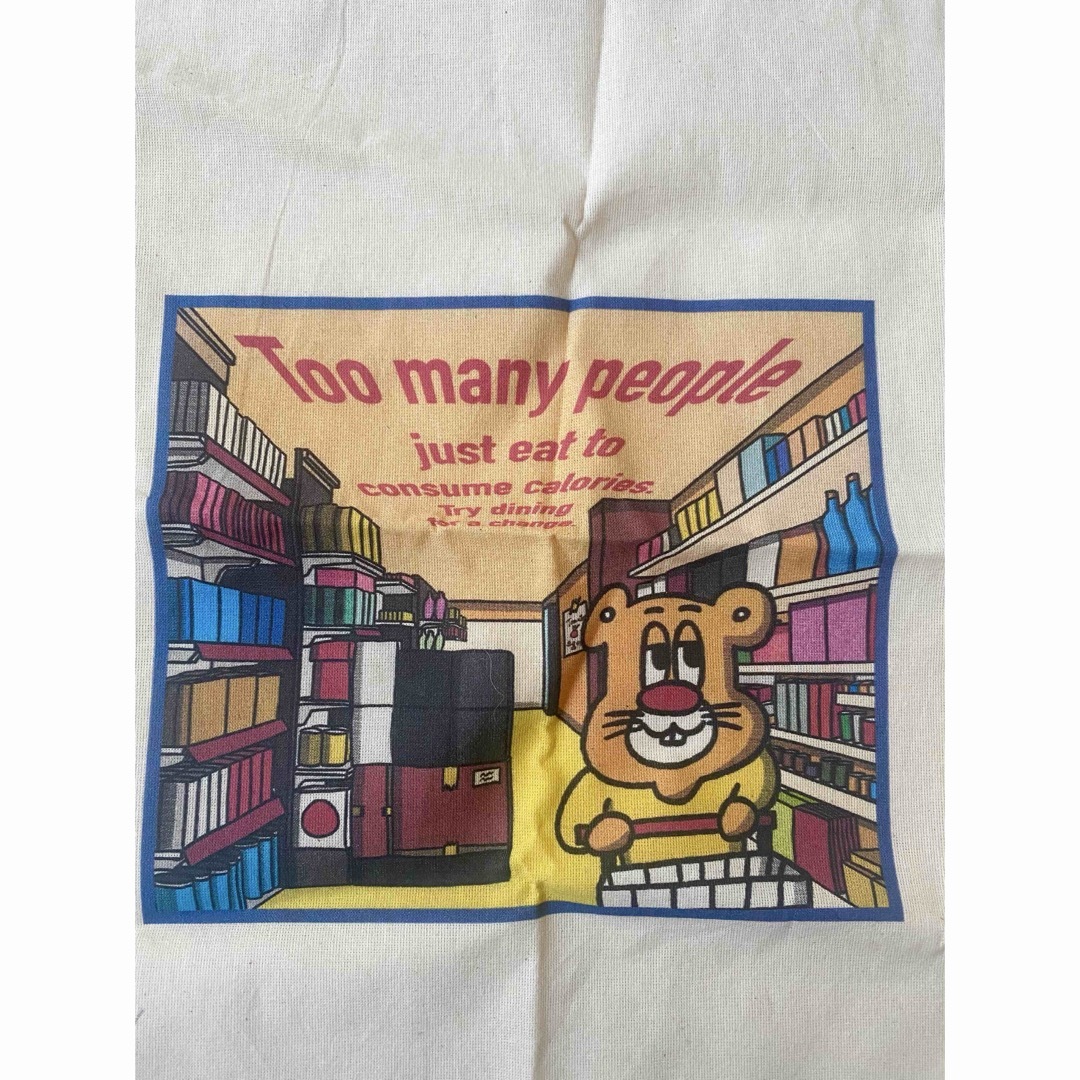 Too many people
just eat to
consume calories.
Try dining
for a change.